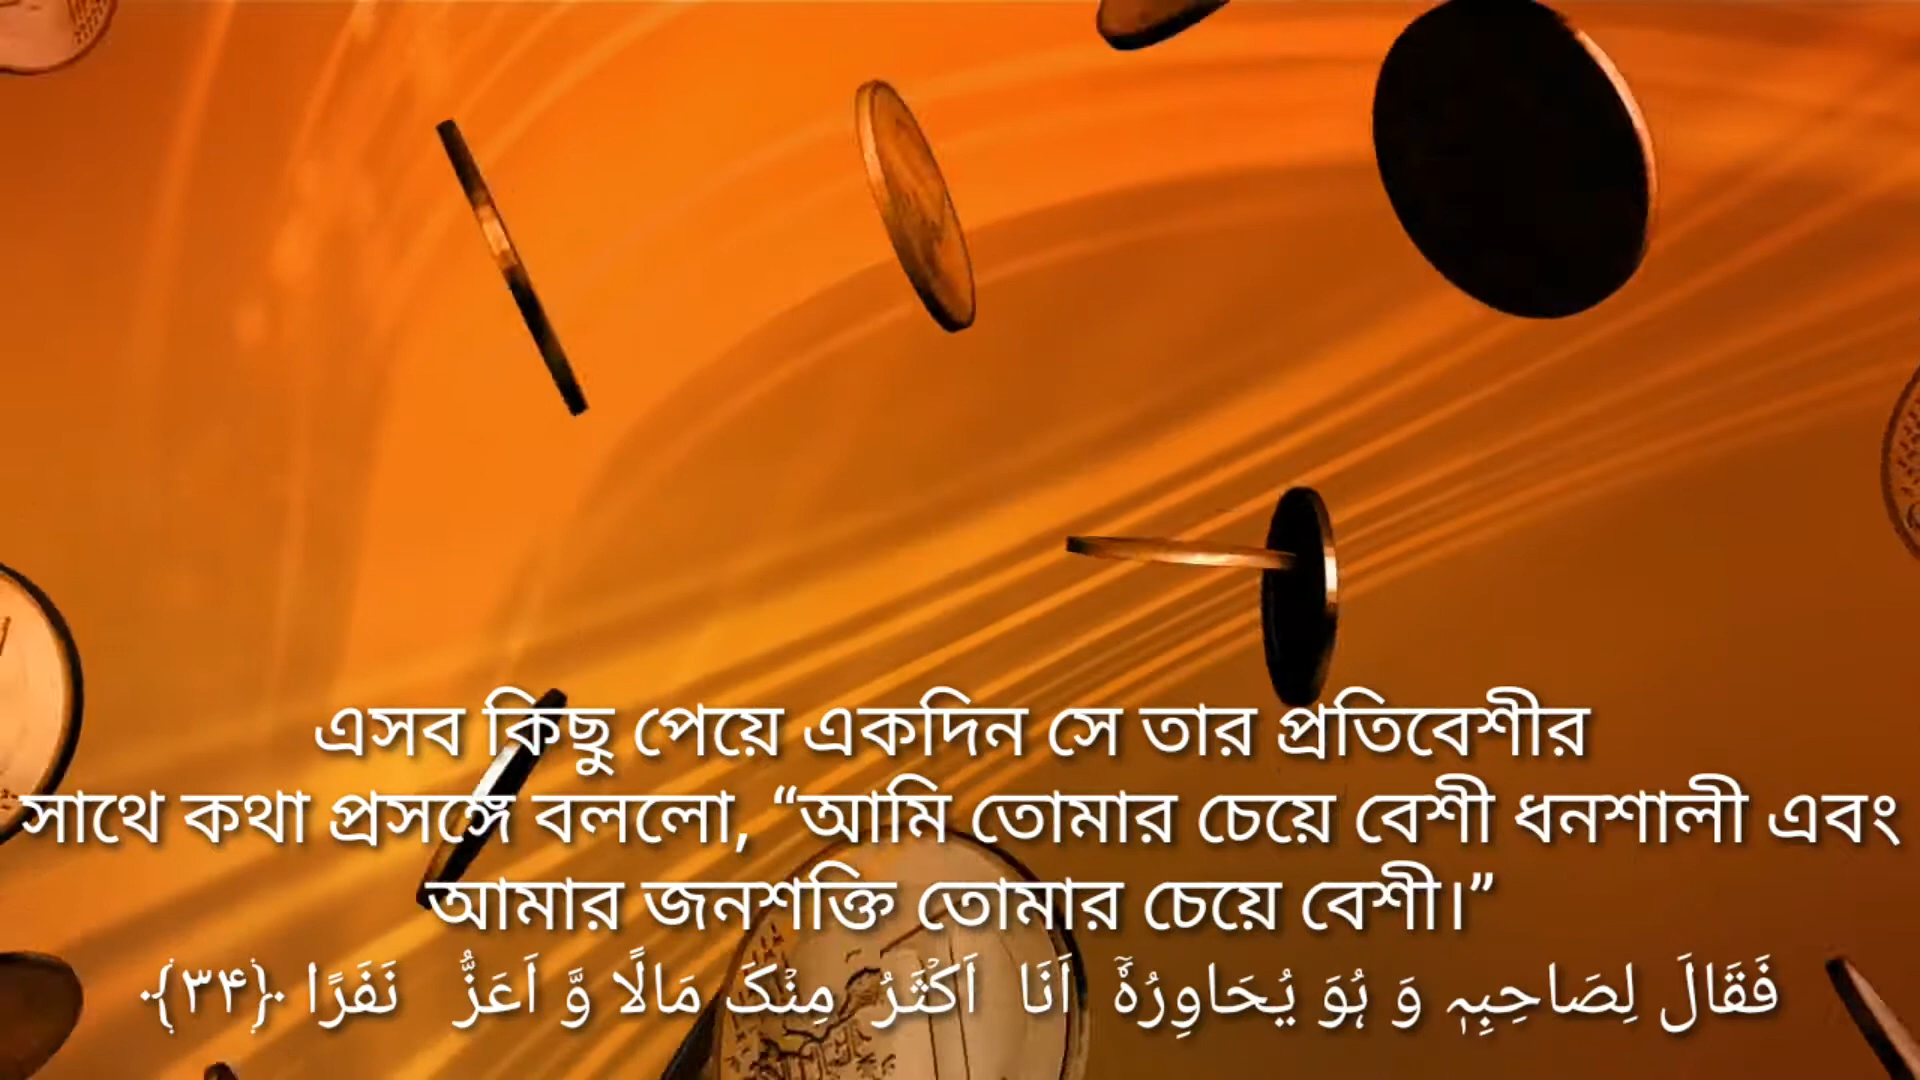 এসব কিছু পেয়ে একদিন সে তার প্রতিবেশীর
সাথে কথা প্রসঙ্গে বললো, “আমি তোমার চেয়ে বেশী ধনশালী এবং
আমার জনশক্তি তোমার চেয়ে বেশী।”
فَقَالَ لِصَاحِبِہٖ وَ ہُوَ یُحَاوِرُہٗۤ اَنَا اَکۡثَرُ مِنۡکَ مَالًا وَّ اَعَزُّ نَفَرًا ﴿۳۴﴾